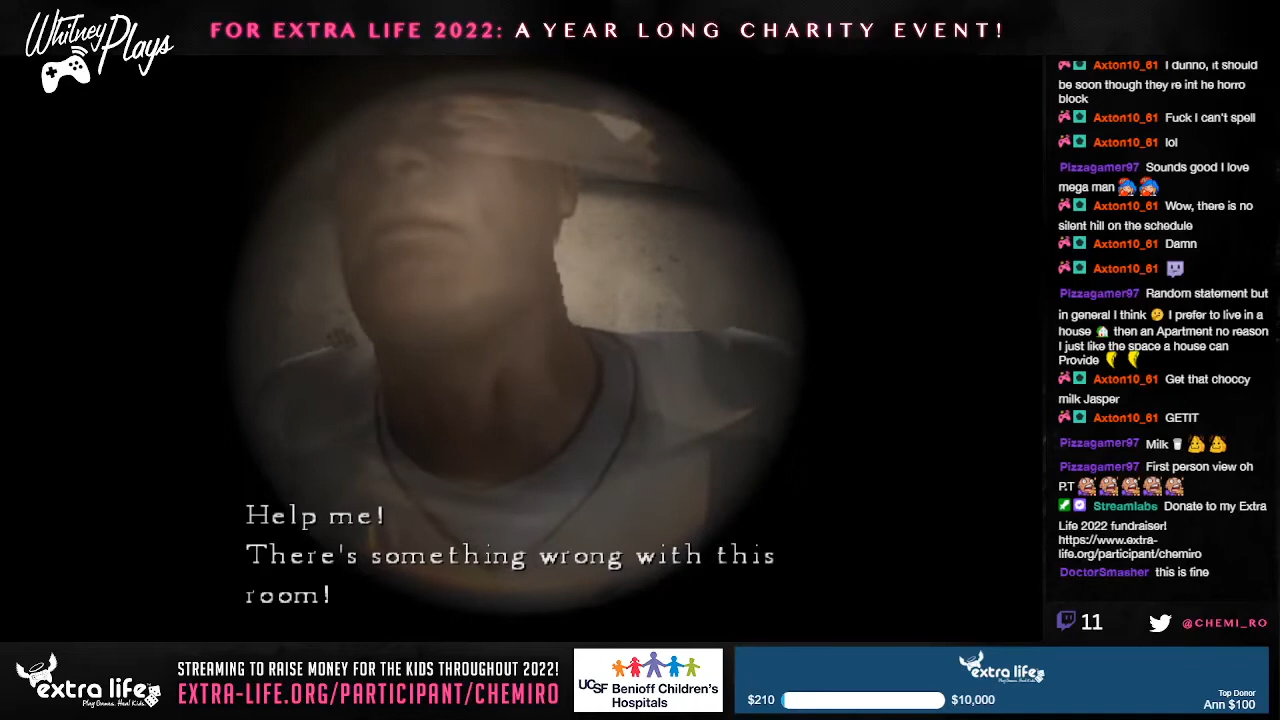 Whitney Plays
FOR EXTRA LIFE 2022: A YEAR LONG CHARITY EVENT!
Axton10_61 I dunno, it should
be soon though they re int he horro
block
Axton10_61 Fuck I can't spell
Axton10_61 lol
Pizzagamer97 Sounds good I love
mega man
Axton10_61 Wow, there is no
silent hill on the schedule
Axton10_61 Damn
Axton10_61
Pizzagamer97 Random statement but
in general I think I prefer to live in a
house then an Apartment no reason
I just like the space a house can
Provide
Axton10_61 Get that choccy
milk Jasper
Axton10_61 GETIT
Pizzagamer97 Milk
Pizzagamer97 First person view oh
P.T
Streamlabs Donate to my Extra
Life 2022 fundraiser!
https://www.extra-
life.org/participant/chemiro
DoctorSmasher this is fine
Help me!
There's something wrong with this
room!
11
@CHEMI_RO
extra life
Play Games. Heal Kids.
STREAMING TO RAISE MONEY FOR THE KIDS THROUGHOUT 2022!
EXTRA-LIFE.ORG/PARTICIPANT/CHEMIRO
UCSF Benioff Children's
Hospitals
extra life
$210
$10,000
Top Donor
Ann $100